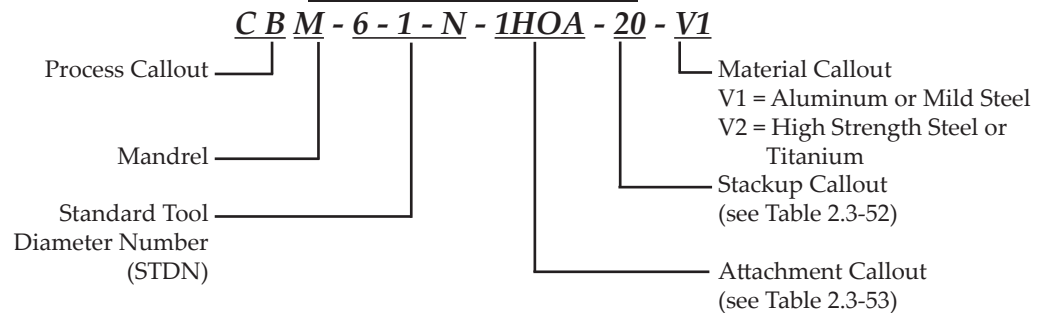 C B M - 6 - 1 - N - 1HOA - 20 - V1
Process Callout
Mandrel
Standard Tool
Diameter Number
(STDN)
Material Callout
V1 = Aluminum or Mild Steel
V2 = High Strength Steel or
Titanium
Stackup Callout
(see Table 2.3-52)
Attachment Callout
(see Table 2.3-53)